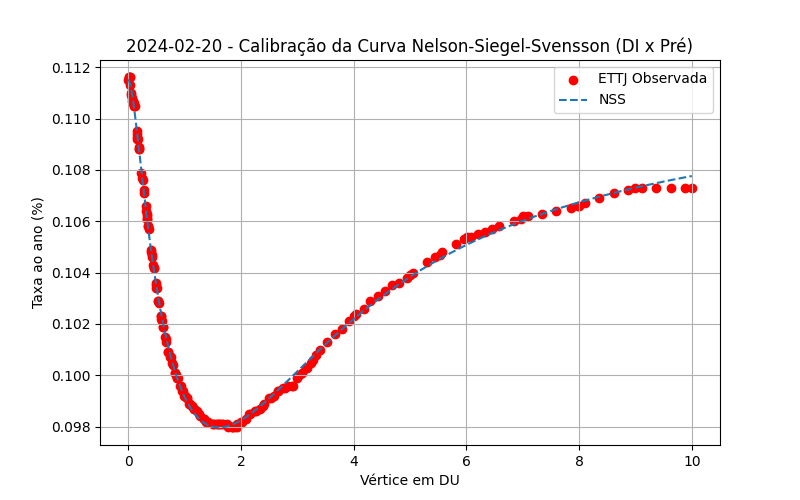 2024-02-20 - Calibração da Curva Nelson-Siegel-Svensson (DI x Pré)
ETTJ Observada
NSS
Taxa ao ano (%)
0.112
0.110
0.108
0.106
0.104
0.102
0.100
0.098
0 2 4 6 8 10
Vértice em DU